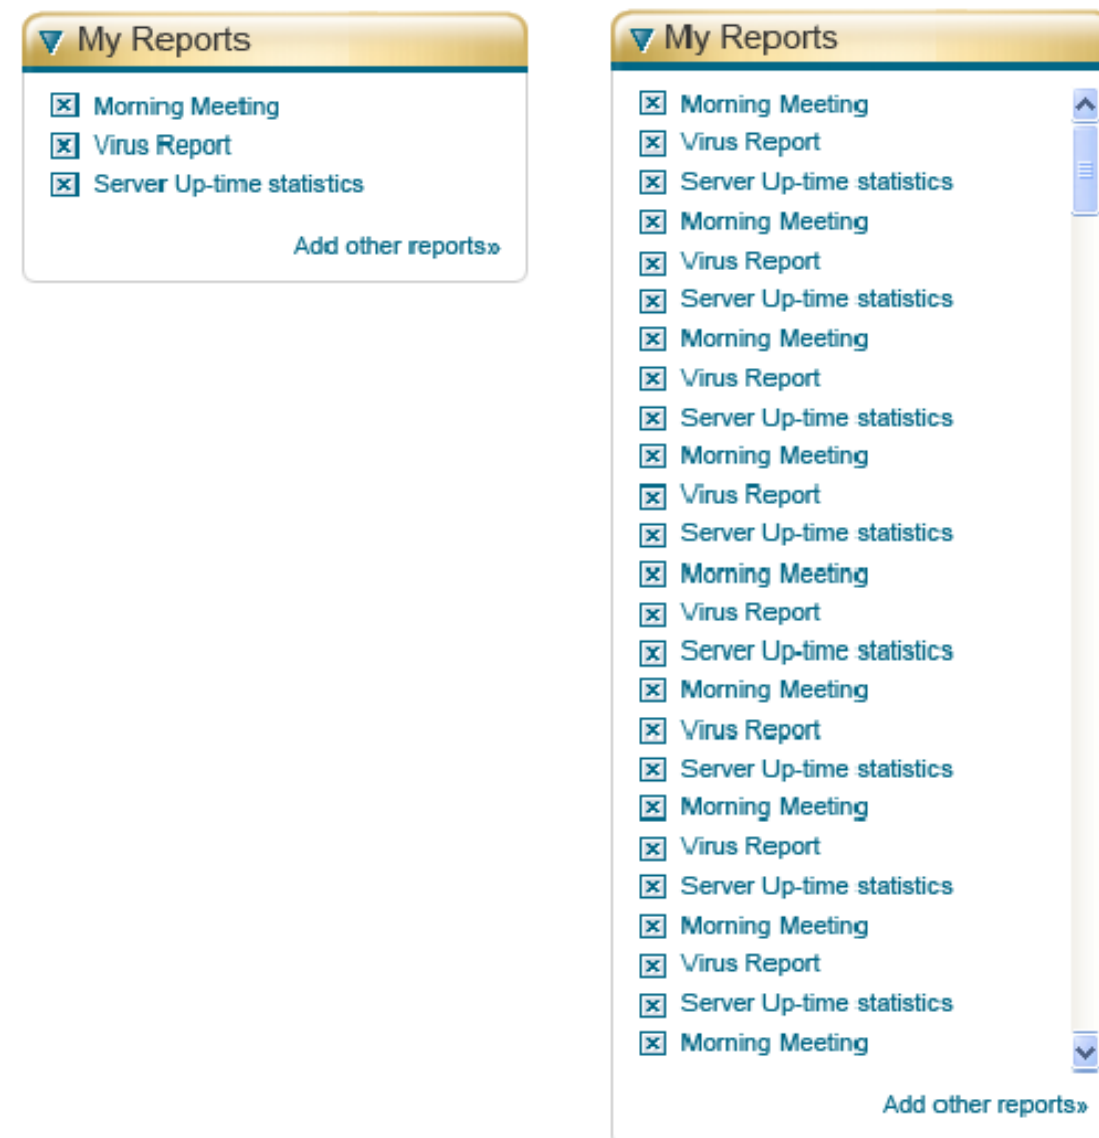 My Reports
Morning Meeting
Virus Report
Server Up-time statistics
Add other reports»
My Reports
Morning Meeting
Virus Report
Server Up-time statistics
Morning Meeting
Virus Report
Server Up-time statistics
Morning Meeting
Virus Report
Server Up-time statistics
Morning Meeting
Virus Report
Server Up-time statistics
Morning Meeting
Virus Report
Server Up-time statistics
Morning Meeting
Virus Report
Server Up-time statistics
Morning Meeting
Virus Report
Server Up-time statistics
Morning Meeting
Virus Report
Server Up-time statistics
Morning Meeting
Add other reports»